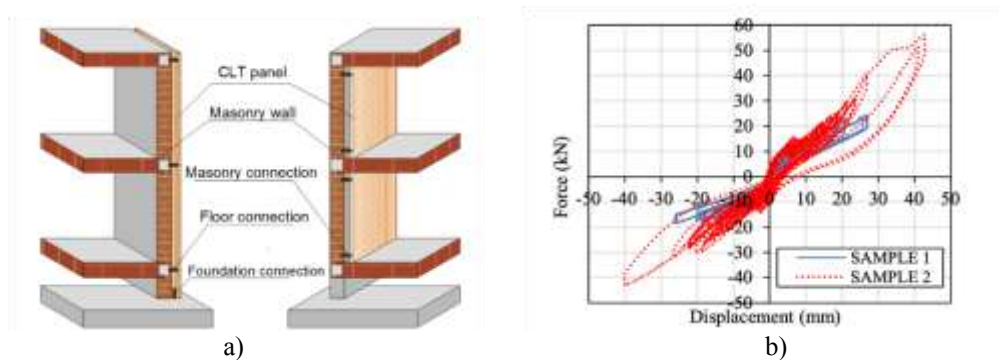 CLT panel
Masonry wall
Masonry connection
Floor connection
Foundation connection
a)
60
50
40
30
20
10
0
-10
-20
-30
-40
-50
-50 -40 -30 -20 -10 0 10 20 30 40 50
Force (kN)
Displacement (mm)
SAMPLE 1
SAMPLE 2
b)